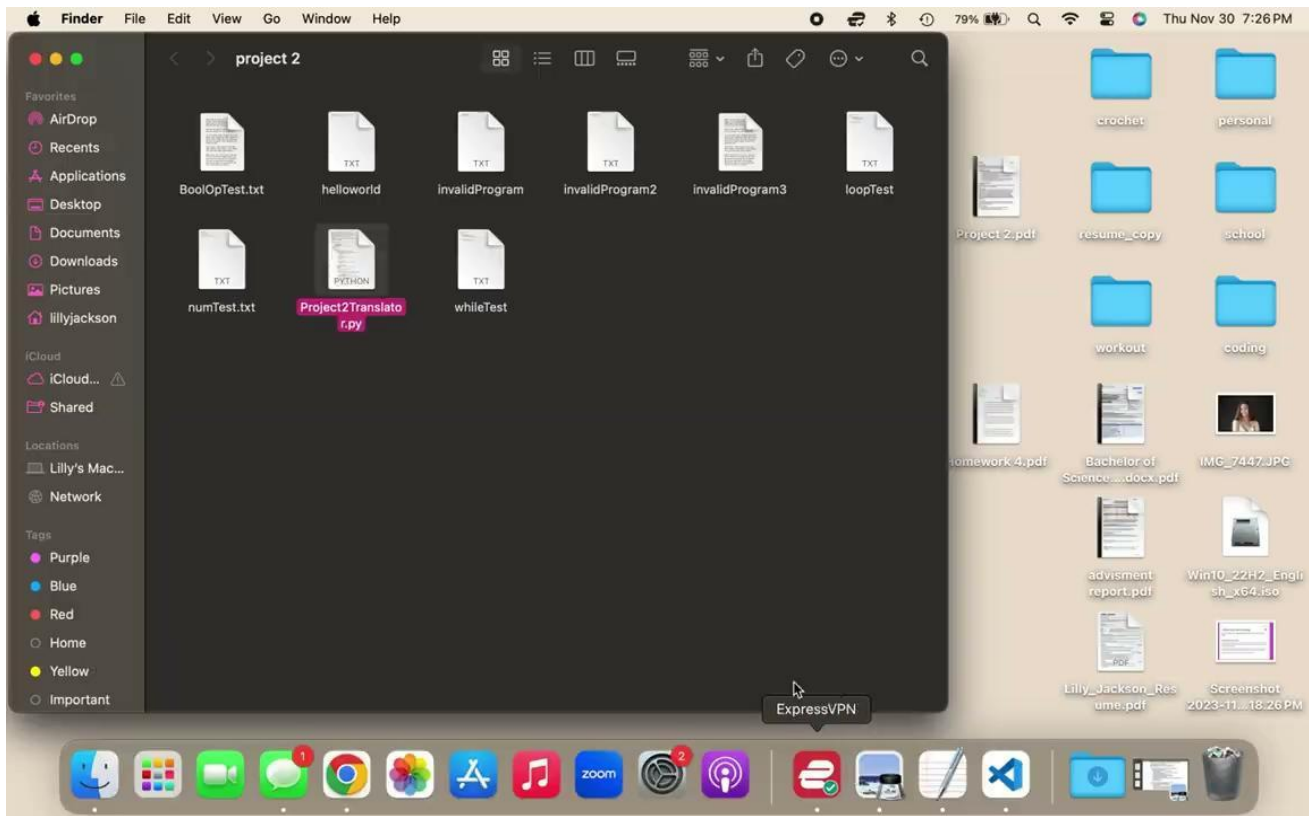 Finder File Edit View Go Window Help 79% Thu Nov 30 7:26 PM
project 2
Favorites
AirDrop
Recents
Applications
Desktop
Documents
Downloads
Pictures
lillyjackson
iCloud
iCloud...
Shared
Locations
Lilly's Mac...
Network
Tags
Purple
Blue
Red
Home
Yellow
Important
TXT TXT TXT TXT
BoolOpTest.txt helloworld invalidProgram invalidProgram2 invalidProgram3 loopTest
TXT PYTHON TXT
numTest.txt Project2Translato whileTest
r.py
crochet personal
Project 2.pdf resume_copy school
workout coding
omework 4.pdf Bachelor of IMG_7447.JPG
Science....docx.pdf
advisment Win10_22H2_Engli
report.pdf sh_x64.iso
PDF
Lilly_Jackson_Res Screenshot
ume.pdf 2023-11...18.26 PM
ExpressVPN
1 2
zoom